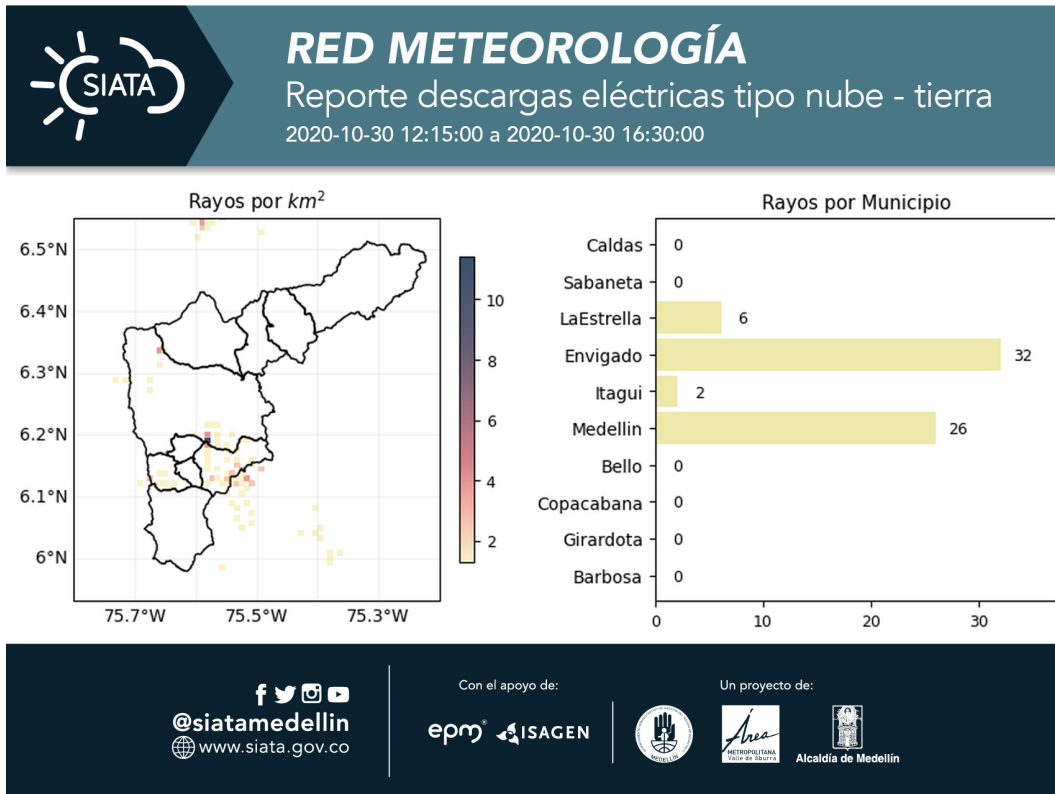 SIATA
RED METEOROLOGÍA
Reporte descargas eléctricas tipo nube - tierra
2020-10-30 12:15:00 a 2020-10-30 16:30:00
Rayos por km²
6.5°N
6.4°N
6.3°N
6.2°N
6.1°N
6°N
75.7°W 75.5°W 75.3°W
10
8
6
4
2
Rayos por Municipio
Caldas 0
Sabaneta 0
LaEstrella 6
Envigado 32
Itagui 2
Medellin 26
Bello 0
Copacabana 0
Girardota 0
Barbosa 0
0 10 20 30
@siatamedellin
www.siata.gov.co
Con el apoyo de:
epm® ISAGEN
Un proyecto de:
MEDELLIN
Área
METROPOLITANA
Valle de Aburrá
Alcaldía de Medellín